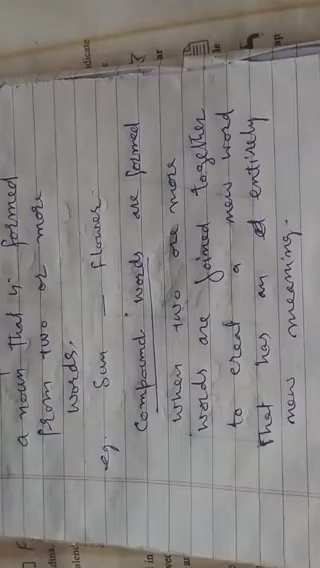 a noun that is formed
from two or more
words.
eg. Sun _ flower.
Compound words are formed
when two ore more
words are joined together
to creat a new word
that has an entirely
new meaning.